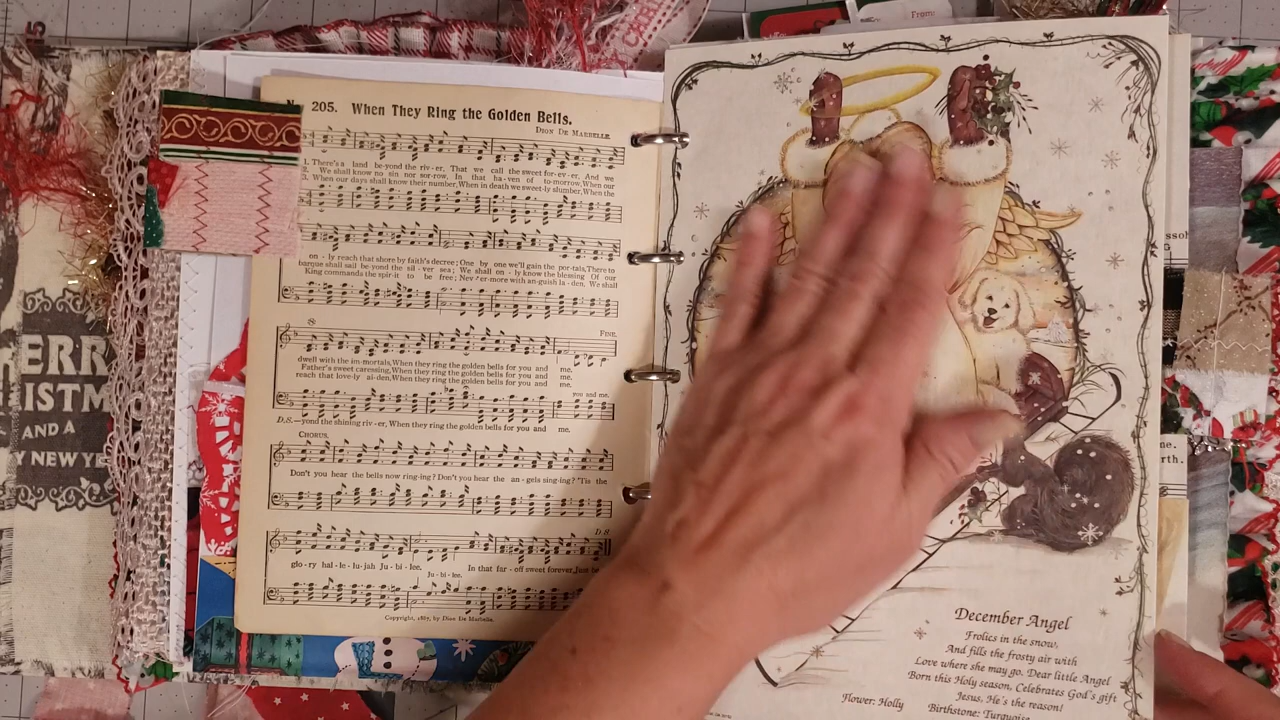 205. When They Ring the Golden Bells.
Dion De Marbelle.
1. There's a land be-yond the riv-er, That we call the sweet for-ev-er, And we
2. We shall know no sin nor sor-row, In that ha-ven of to-morrow, When our
3. When our days shall know their number, When in death we sweet-ly slumber, When the
on-ly reach that shore by faith's decree; One by one we'll gain the por-tals, There to
barque shall sail be-yond the sil-ver sea; We shall on-ly know the blessing Of our
King commands the spir-it to be free; Nev-er-more with an-guish la-den, We shall
Fine.
dwell with the im-mortals, When they ring the golden bells for you and me.
Father's sweet caressing, When they ring the golden bells for you and me.
reach that love-ly ai-den, When they ring the golden bells for you and me.
you and me.
D.S.—yond the shining riv-er, When they ring the golden bells for you and me.
Chorus.
Don't you hear the bells now ring-ing? Don't you hear the an-gels sing-ing? 'Tis the
D.S.
glo-ry hal-le-lu-jah Ju-bi-lee. In that far-off sweet forever, Just be
Ju-bi-lee.
Copyright, 1887, by Dion De Marbelle.
ERR
ISTM
AND A
Y NEW YE
From:
December Angel
Frolics in the snow,
And fills the frosty air with
Love where she may go. Dear little Angel
Born this Holy season, Celebrates God's gift
Jesus, He's the reason!
Flower: Holly
Birthstone: Turquoise
ne.
rth.